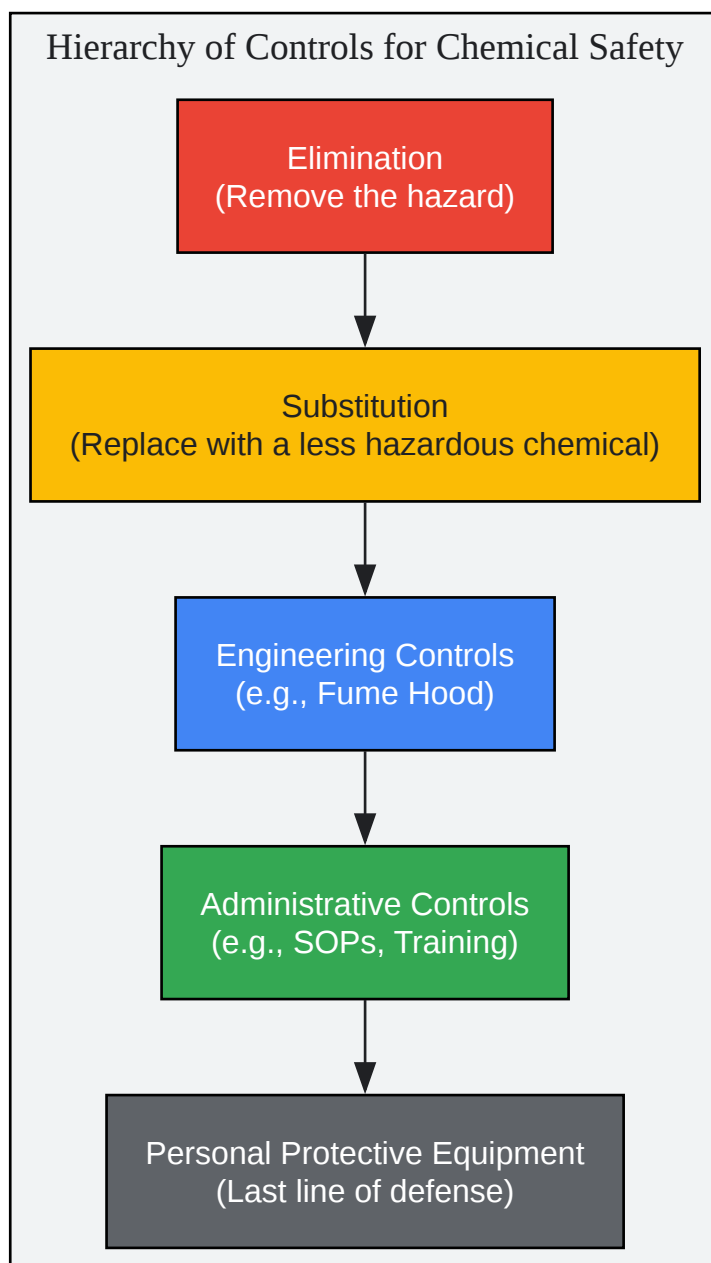 Hierarchy of Controls for Chemical Safety
Elimination
(Remove the hazard)
Substitution
(Replace with a less hazardous chemical)
Engineering Controls
(e.g., Fume Hood)
Administrative Controls
(e.g., SOPs, Training)
Personal Protective Equipment
(Last line of defense)